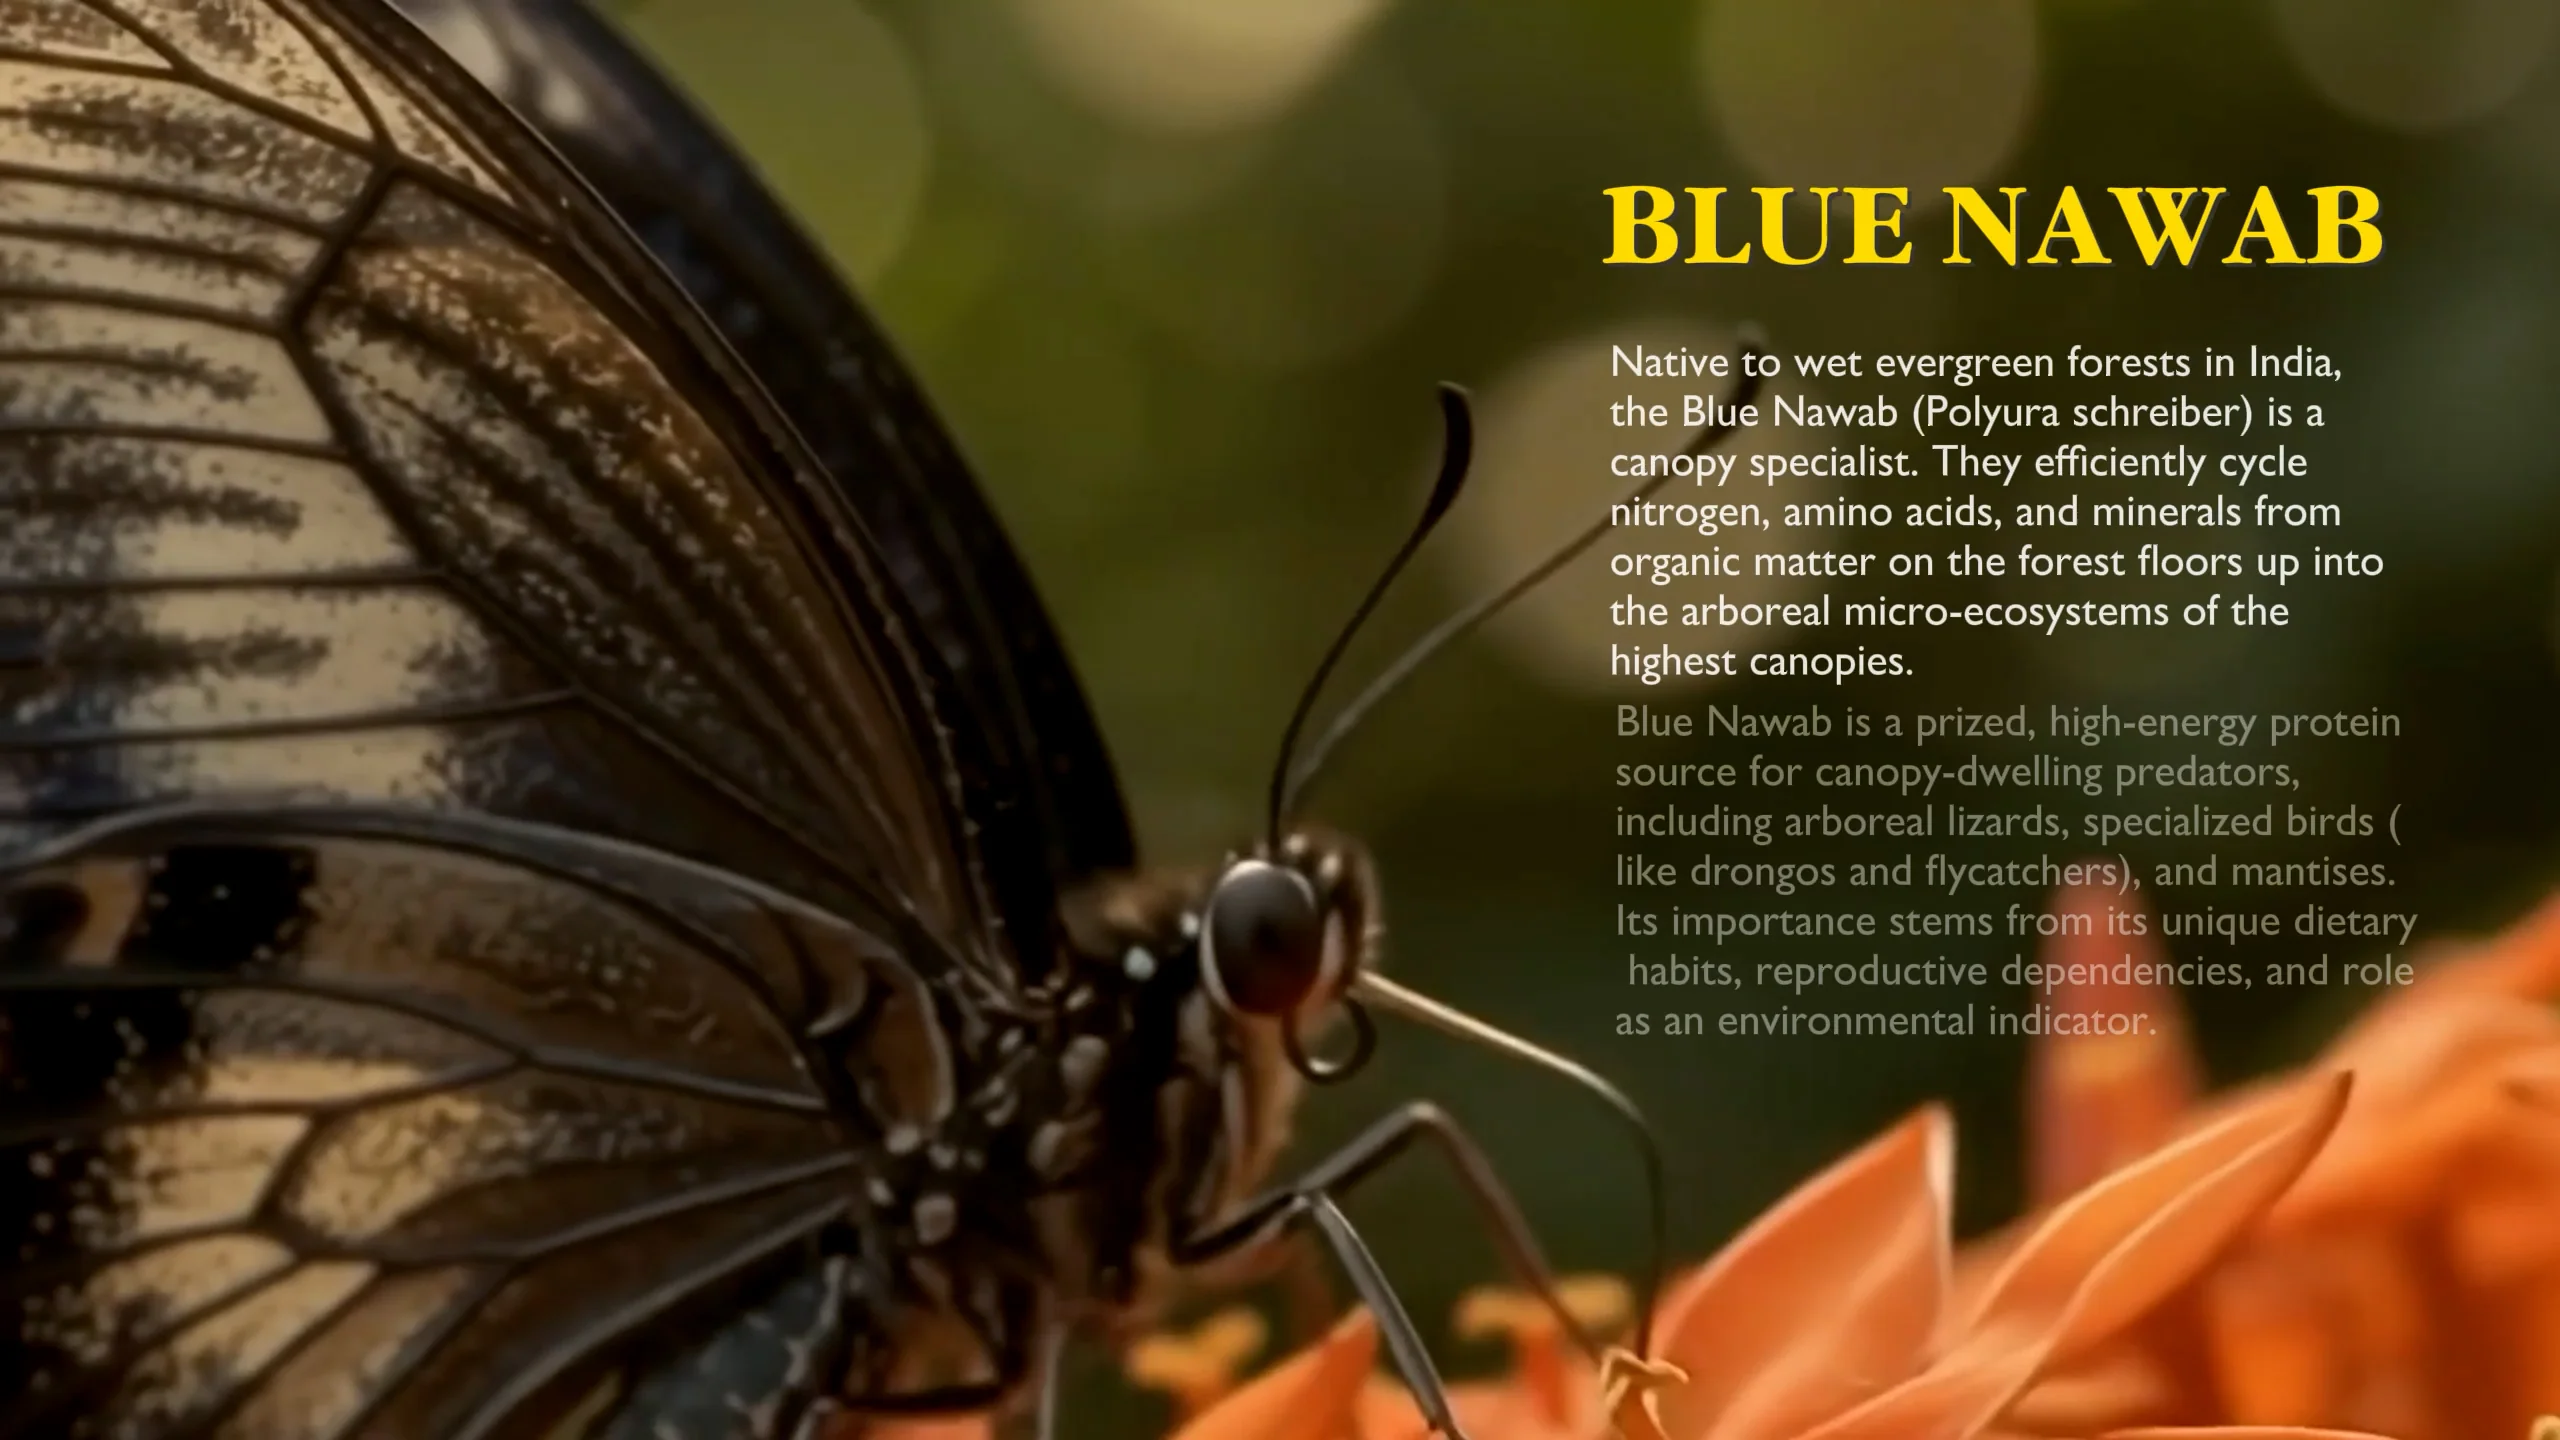 BLUE NAWAB
Native to wet evergreen forests in India,
the Blue Nawab (Polyura schreiber) is a
canopy specialist. They efficiently cycle
nitrogen, amino acids, and minerals from
organic matter on the forest floors up into
the arboreal micro-ecosystems of the
highest canopies.
Blue Nawab is a prized, high-energy protein
source for canopy-dwelling predators,
including arboreal lizards, specialized birds (
like drongos and flycatchers), and mantises.
Its importance stems from its unique dietary
habits, reproductive dependencies, and role
as an environmental indicator.